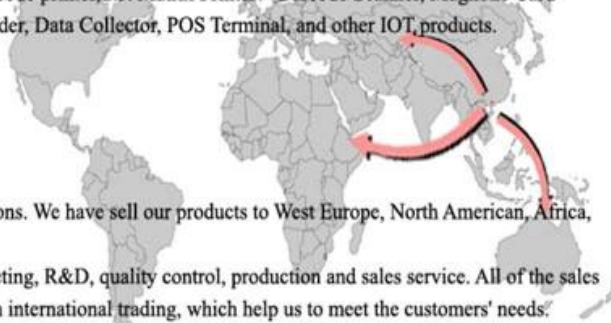 der, Data Collector, POS Terminal, and other IOT products.
ons. We have sell our products to West Europe, North American, Africa,
ting, R&D, quality control, production and sales service. All of the sales
international trading, which help us to meet the customers' needs.